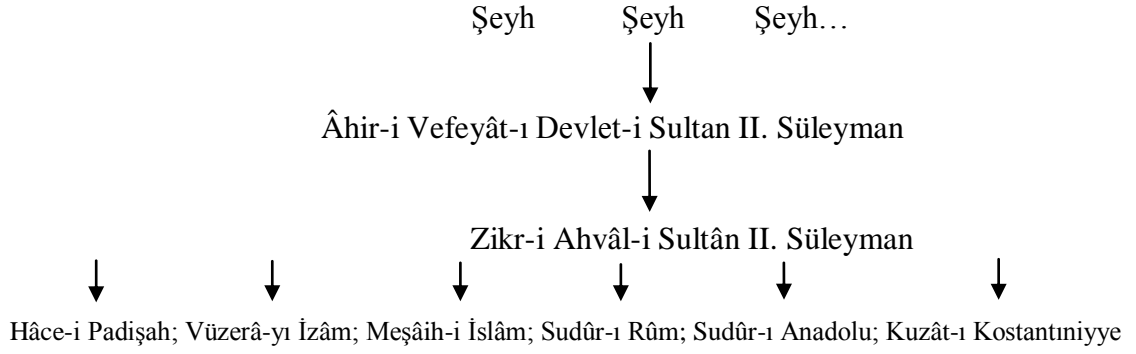 Şeyh Şeyh Şeyh…
Âhir-i Vefeyât-ı Devlet-i Sultan II. Süleyman
Zikr-i Ahvâl-i Sultân II. Süleyman
Hâce-i Padişah; Vüzerâ-yı İzâm; Meşâih-i İslâm; Sudûr-ı Rûm; Sudûr-ı Anadolu; Kuzât-ı Kostantıniyye